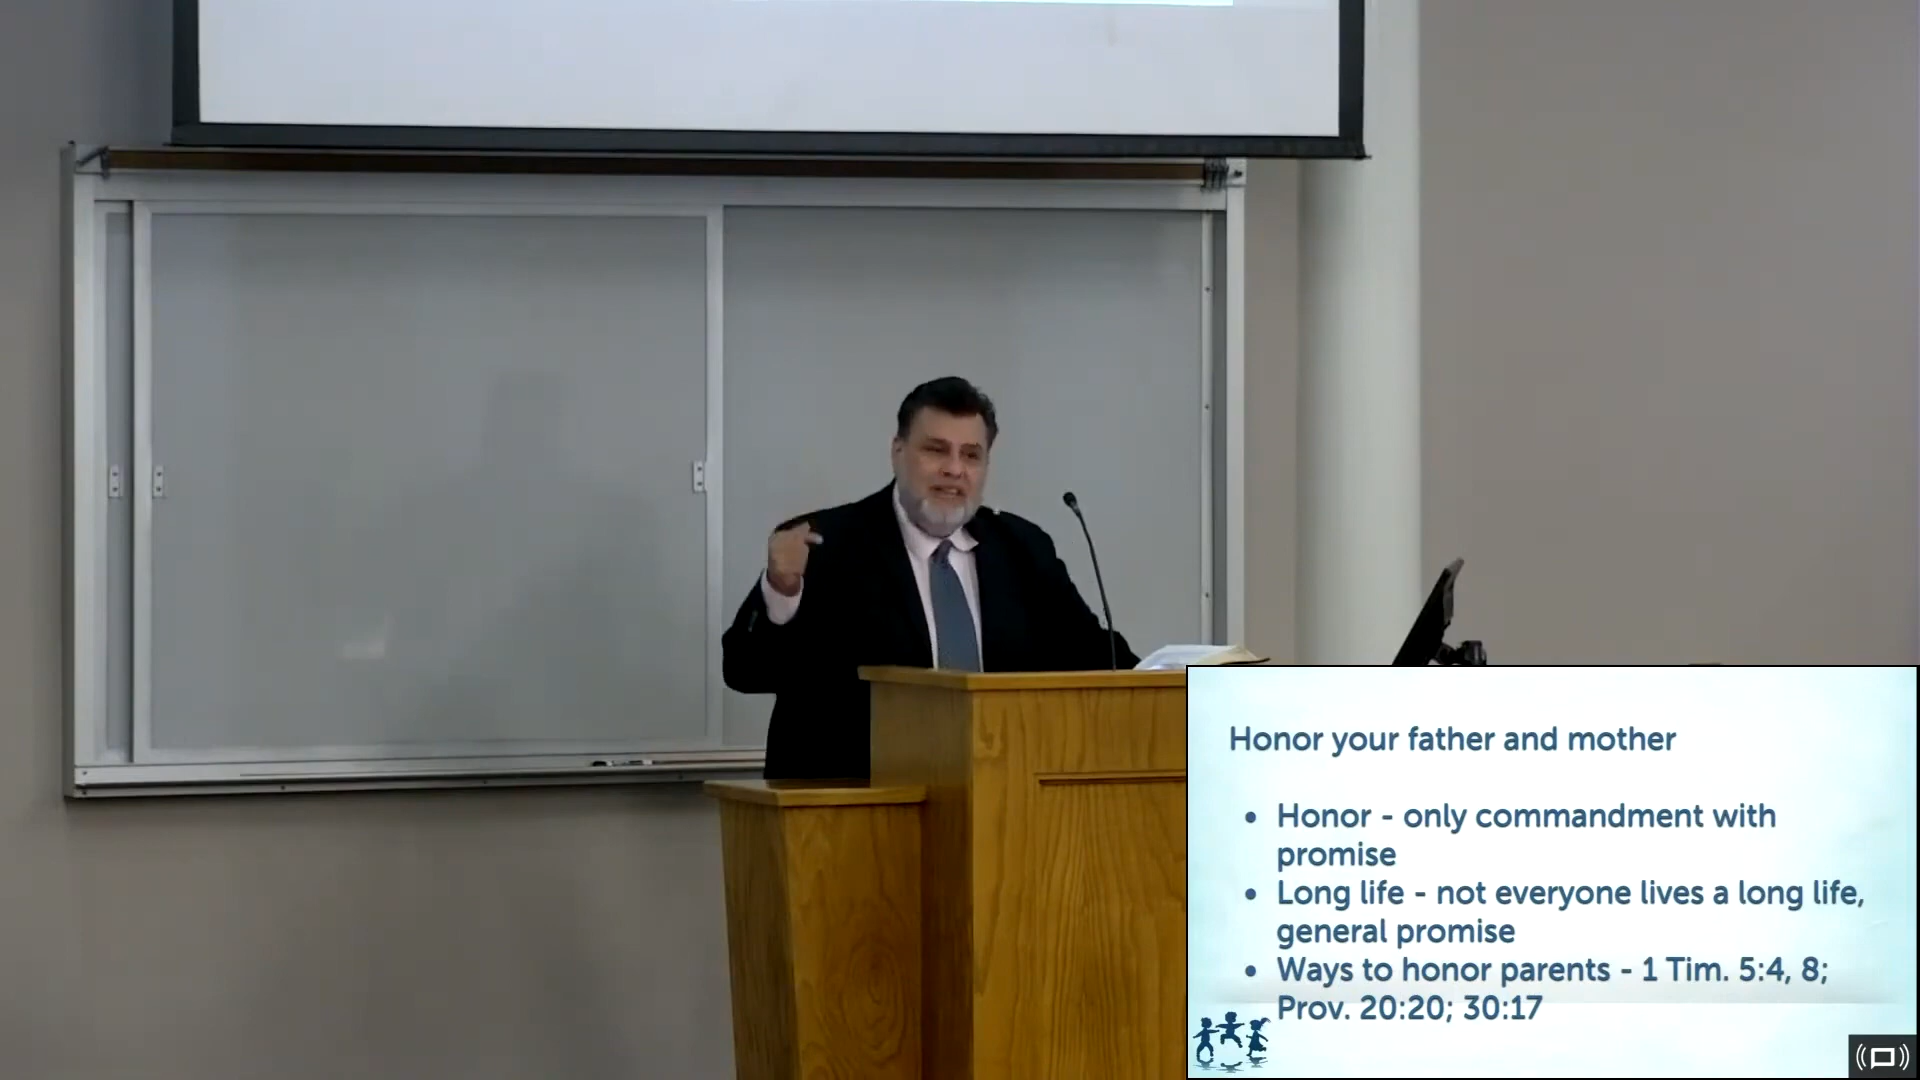 Honor your father and mother
• Honor - only commandment with
promise
• Long life - not everyone lives a long life,
general promise
• Ways to honor parents - 1 Tim. 5:4, 8;
Prov. 20:20; 30:17